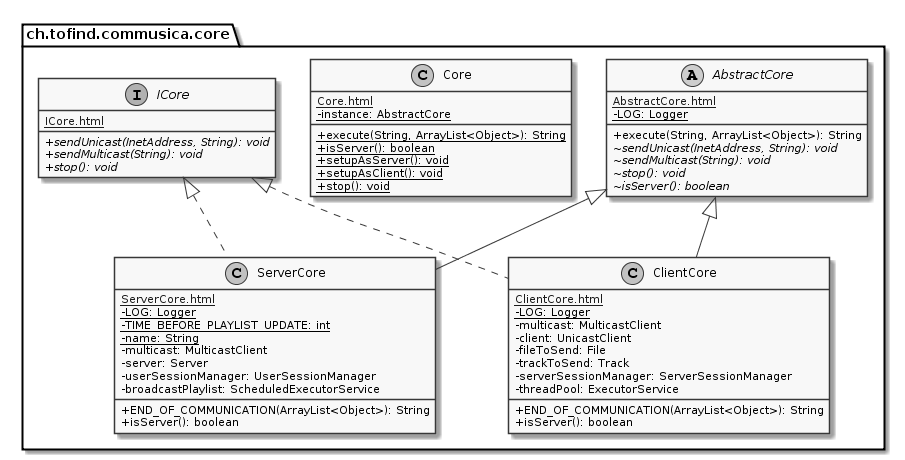 ch.tofind.commusica.core
I ICore
ICore.html
+sendUnicast(InetAddress, String): void
+sendMulticast(String): void
+stop(): void
C Core
Core.html
-instance: AbstractCore
+execute(String, ArrayList<Object>): String
+isServer(): boolean
+setupAsServer(): void
+setupAsClient(): void
+stop(): void
A AbstractCore
AbstractCore.html
-LOG: Logger
+execute(String, ArrayList<Object>): String
~sendUnicast(InetAddress, String): void
~sendMulticast(String): void
~stop(): void
~isServer(): boolean
C ServerCore
ServerCore.html
-LOG: Logger
-TIME_BEFORE_PLAYLIST_UPDATE: int
-name: String
-multicast: MulticastClient
-server: Server
-userSessionManager: UserSessionManager
-broadcastPlaylist: ScheduledExecutorService
+END_OF_COMMUNICATION(ArrayList<Object>): String
+isServer(): boolean
C ClientCore
ClientCore.html
-LOG: Logger
-multicast: MulticastClient
-client: UnicastClient
-fileToSend: File
-trackToSend: Track
-serverSessionManager: ServerSessionManager
-threadPool: ExecutorService
+END_OF_COMMUNICATION(ArrayList<Object>): String
+isServer(): boolean